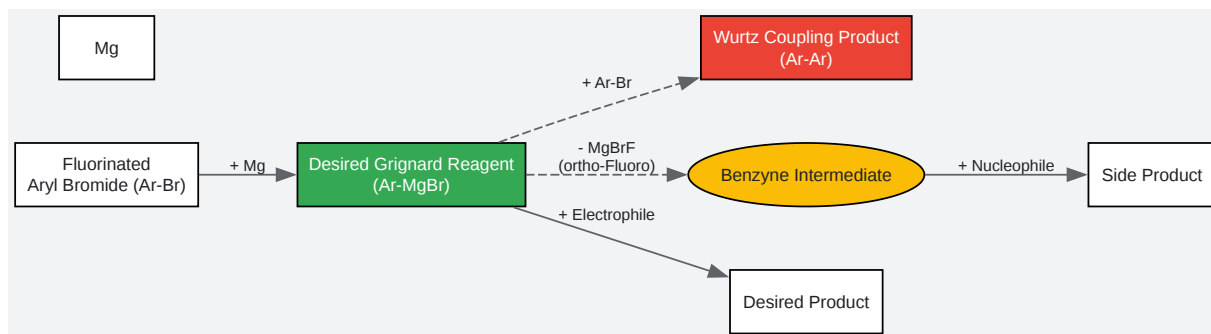 Mg
Wurtz Coupling Product
(Ar-Ar)
+ Ar-Br
Fluorinated
Aryl Bromide (Ar-Br)
+ Mg
Desired Grignard Reagent
(Ar-MgBr)
- MgBrF
(ortho-Fluoro)
Benzyne Intermediate
+ Nucleophile
Side Product
+ Electrophile
Desired Product